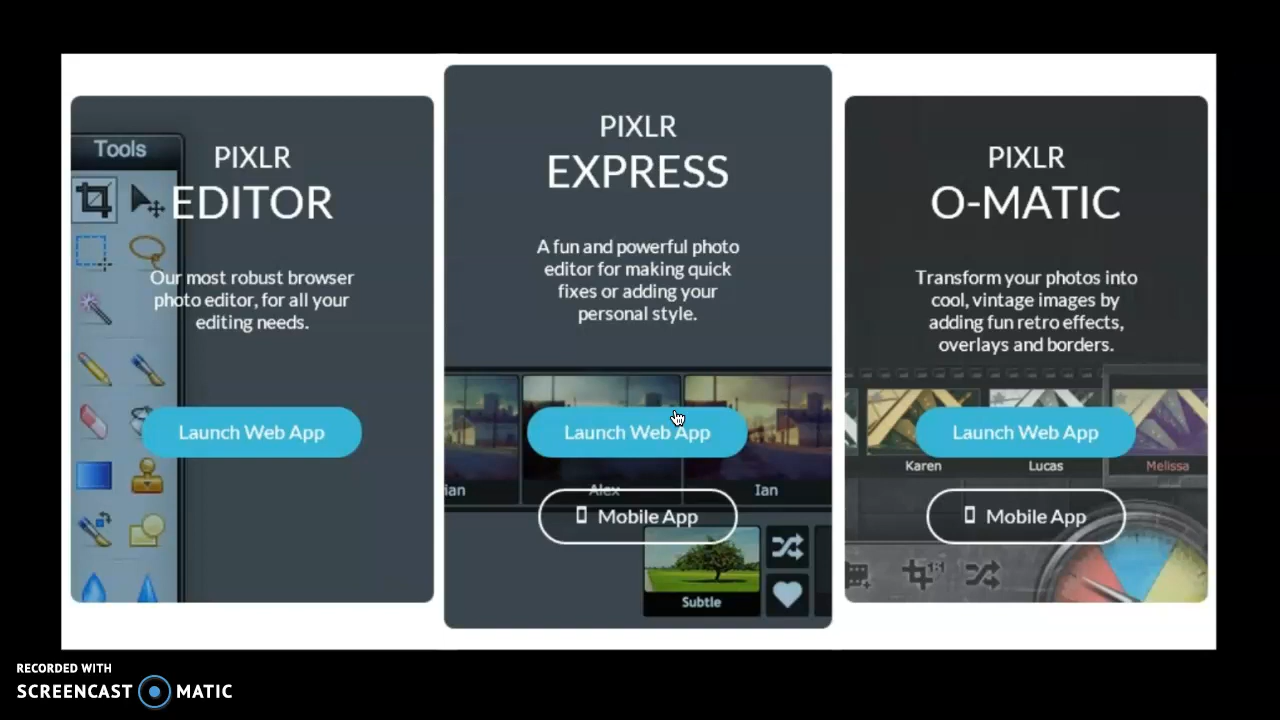 Tools
PIXLR
EDITOR
Our most robust browser
photo editor, for all your
editing needs.
Launch Web App
PIXLR
EXPRESS
A fun and powerful photo
editor for making quick
fixes or adding your
personal style.
Launch Web App
ian
Alex
Ian
Mobile App
Subtle
PIXLR
O-MATIC
Transform your photos into
cool, vintage images by
adding fun retro effects,
overlays and borders.
Launch Web App
Karen
Lucas
Melissa
Mobile App
RECORDED WITH
SCREENCAST MATIC